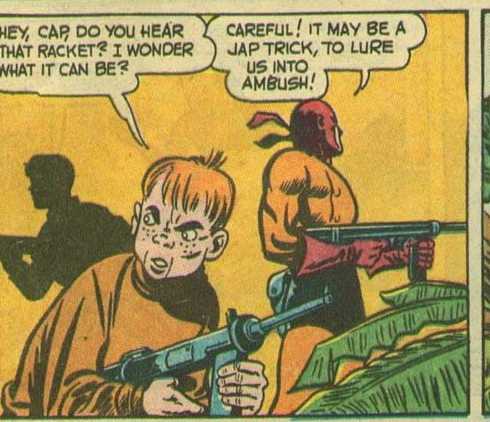 HEY, CAP, DO YOU HEAR
THAT RACKET? I WONDER
WHAT IT CAN BE?
CAREFUL! IT MAY BE A
JAP TRICK, TO LURE
US INTO
AMBUSH!